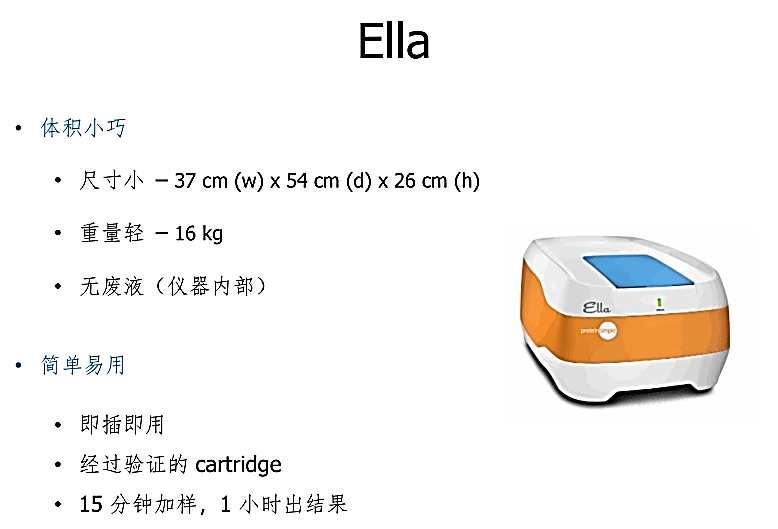 Ella
• 体积小巧
• 尺寸小 – 37 cm (w) x 54 cm (d) x 26 cm (h)
• 重量轻 – 16 kg
• 无废液（仪器内部）
Ella
proteinsimple
• 简单易用
• 即插即用
• 经过验证的 cartridge
• 15 分钟加样，1 小时出结果